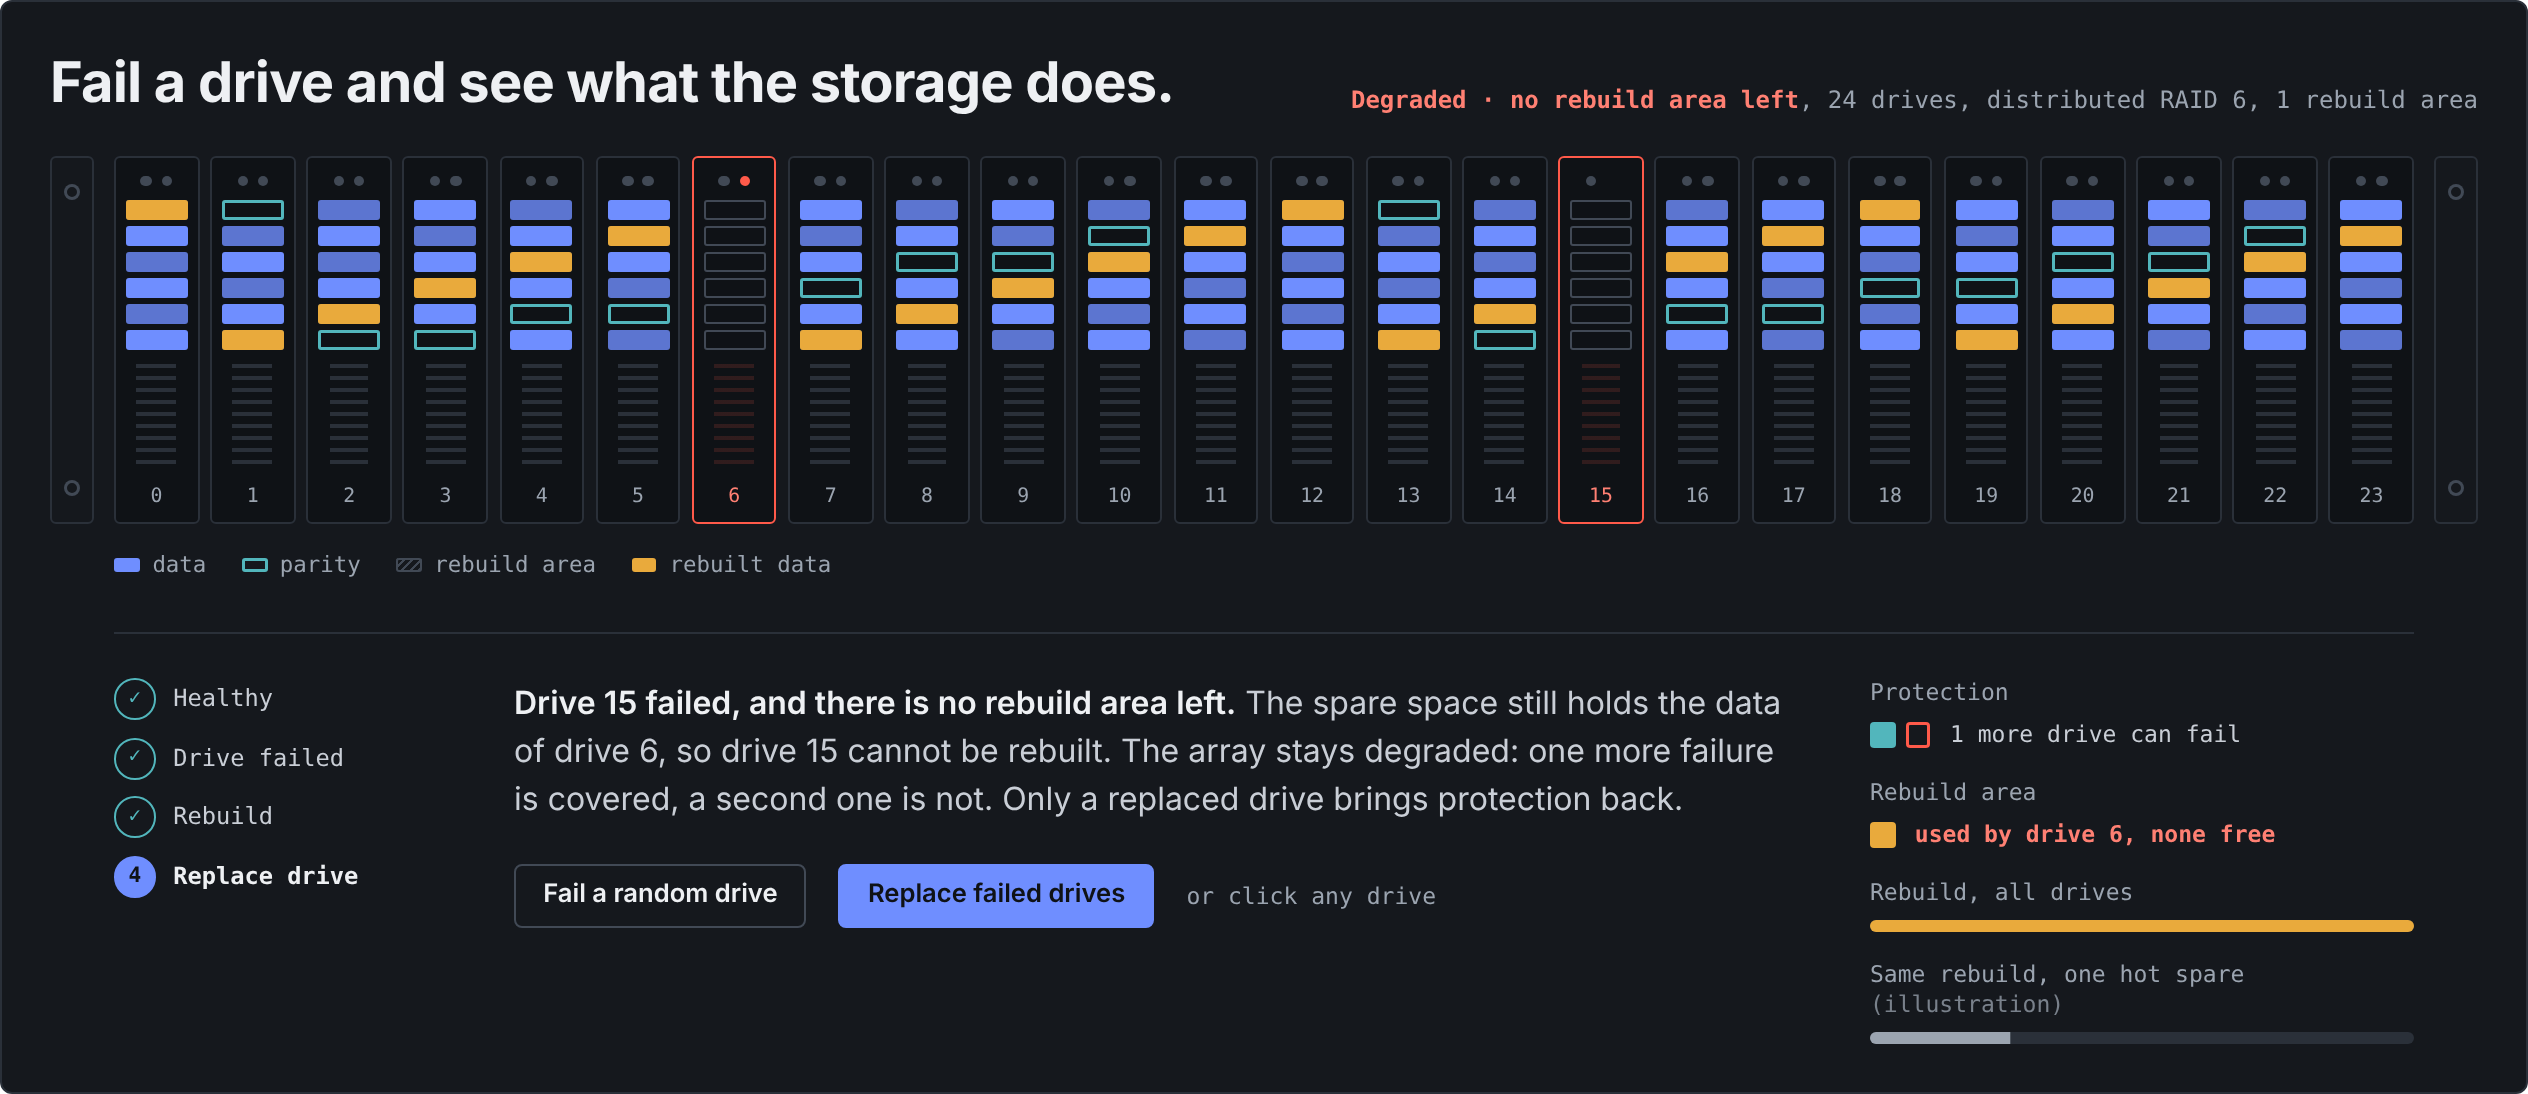 Fail a drive and see what the storage does.
Degraded · no rebuild area left, 24 drives, distributed RAID 6, 1 rebuild area
0 1 2 3 4 5 6 7 8 9 10 11 12 13 14 15 16 17 18 19 20 21 22 23
data parity rebuild area rebuilt data
✓ Healthy
✓ Drive failed
✓ Rebuild
4 Replace drive
Drive 15 failed, and there is no rebuild area left. The spare space still holds the data
of drive 6, so drive 15 cannot be rebuilt. The array stays degraded: one more failure
is covered, a second one is not. Only a replaced drive brings protection back.
Fail a random drive
Replace failed drives
or click any drive
Protection
1 more drive can fail
Rebuild area
used by drive 6, none free
Rebuild, all drives
Same rebuild, one hot spare
(illustration)